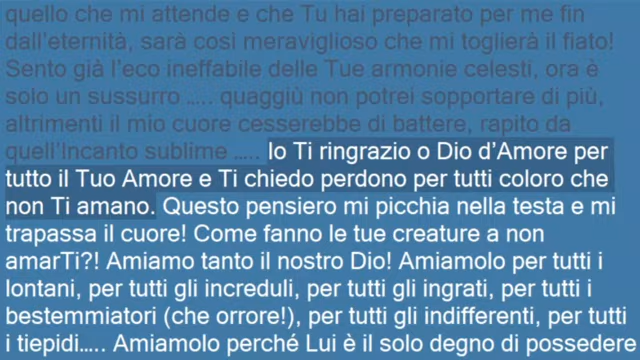 quello che mi attende e che Tu hai preparato per me fin
dall'eternità, sarà così meraviglioso che mi toglierà il fiato!
Sento già l'eco ineffabile delle Tue armonie celesti, ora è
solo un sussurro ..... quaggiù non potrei sopportare di più,
altrimenti il mio cuore cesserebbe di battere, rapito da
quell'incanto sublime ..... Io Ti ringrazio o Dio d'Amore per
tutto il Tuo Amore e Ti chiedo perdono per tutti coloro che
non Ti amano. Questo pensiero mi picchia nella testa e mi
trapassa il cuore! Come fanno le tue creature a non
amarTi?! Amiamo tanto il nostro Dio! Amiamolo per tutti i
lontani, per tutti gli increduli, per tutti gli ingrati, per tutti i
bestemmiatori (che orrore!), per tutti gli indifferenti, per tutti
i tiepidi..... Amiamolo perché Lui è il solo degno di possedere